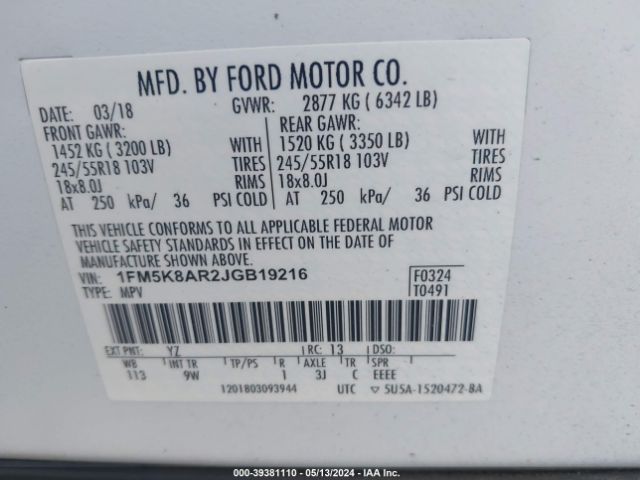 MFD. BY FORD MOTOR CO.
DATE: 03/18 GVWR: 2877 KG ( 6342 LB)
FRONT GAWR: REAR GAWR:
1452 KG ( 3200 LB) WITH 1520 KG ( 3350 LB) WITH
245/55R18 103V TIRES 245/55R18 103V TIRES
18x8.0J RIMS 18x8.0J RIMS
AT 250 kPa/ 36 PSI COLD AT 250 kPa/ 36 PSI COLD
THIS VEHICLE CONFORMS TO ALL APPLICABLE FEDERAL MOTOR
VEHICLE SAFETY STANDARDS IN EFFECT ON THE DATE OF
MANUFACTURE SHOWN ABOVE.
VIN: 1FM5K8AR2JGB19216 F0324
TYPE: MPV T0491
EXT PNT: YZ RC: 13 DSO:
WB INT TR TP/PS R AXLE TR SPR
113 9W 1 3J C EEEE
1201803093944 UTC ▽ 5U5A-1520472-BA
000-39381110 - 05/13/2024 - IAA Inc.